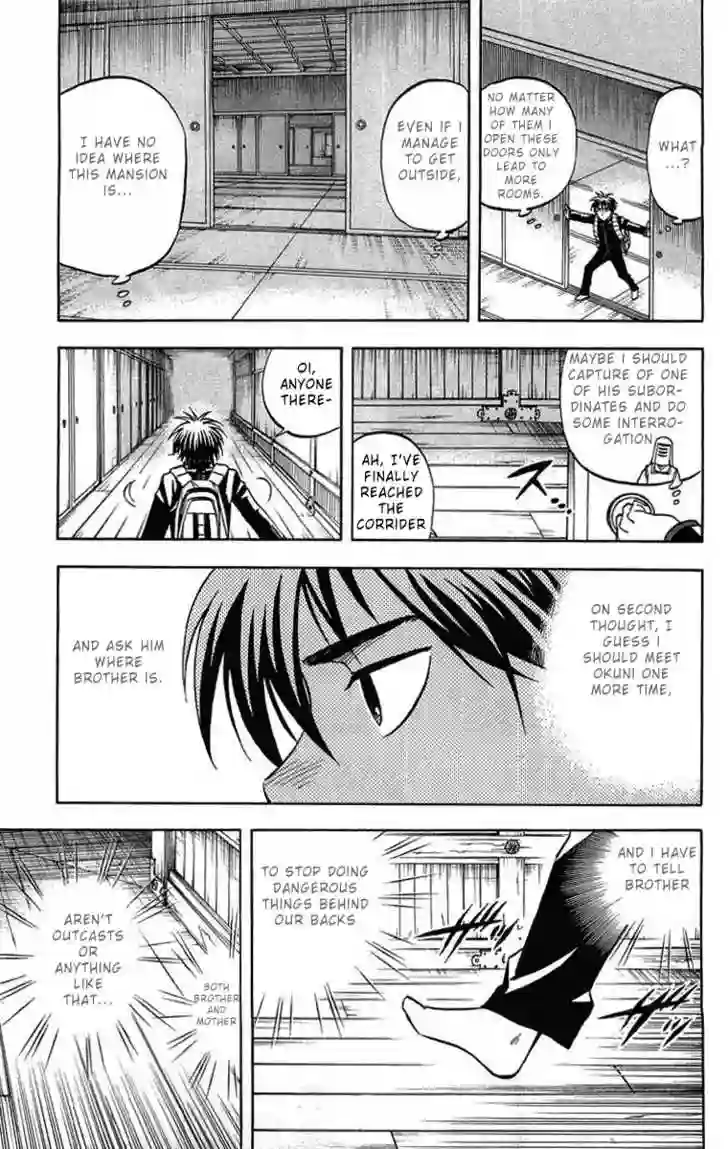 WHAT
...?
NO MATTER
HOW MANY
OF THEM I
OPEN THESE
DOORS ONLY
LEAD TO
MORE
ROOMS.
EVEN IF I
MANAGE
TO GET
OUTSIDE,
I HAVE NO
IDEA WHERE
THIS MANSION
IS...
MAYBE I SHOULD
CAPTURE OF ONE
OF HIS SUBOR-
DINATES AND DO
SOME INTERRO-
GATION
AH, I'VE
FINALLY
REACHED
THE
CORRIDER
OI,
ANYONE
THERE-
ON SECOND
THOUGHT, I
GUESS I
SHOULD MEET
OKUNI ONE
MORE TIME,
AND ASK HIM
WHERE
BROTHER IS.
AND I HAVE
TO TELL
BROTHER
TO STOP DOING
DANGEROUS
THINGS BEHIND
OUR BACKS
BOTH
BROTHER
AND
MOTHER
AREN'T
OUTCASTS
OR
ANYTHING
LIKE
THAT...